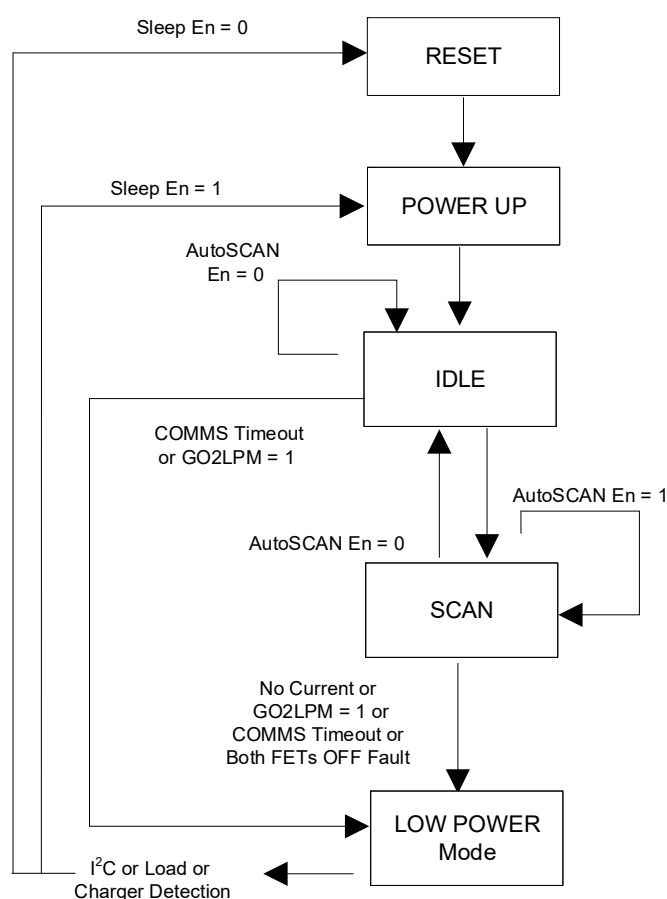 Sleep En = 0
RESET
Sleep En = 1
POWER UP
AutoSCAN
En = 0
IDLE
COMMS Timeout
or GO2LPM = 1
AutoSCAN En = 1
AutoSCAN En = 0
SCAN
No Current or
GO2LPM = 1 or
COMMS Timeout or
Both FETs OFF Fault
LOW POWER
Mode
I²C or Load or
Charger Detection